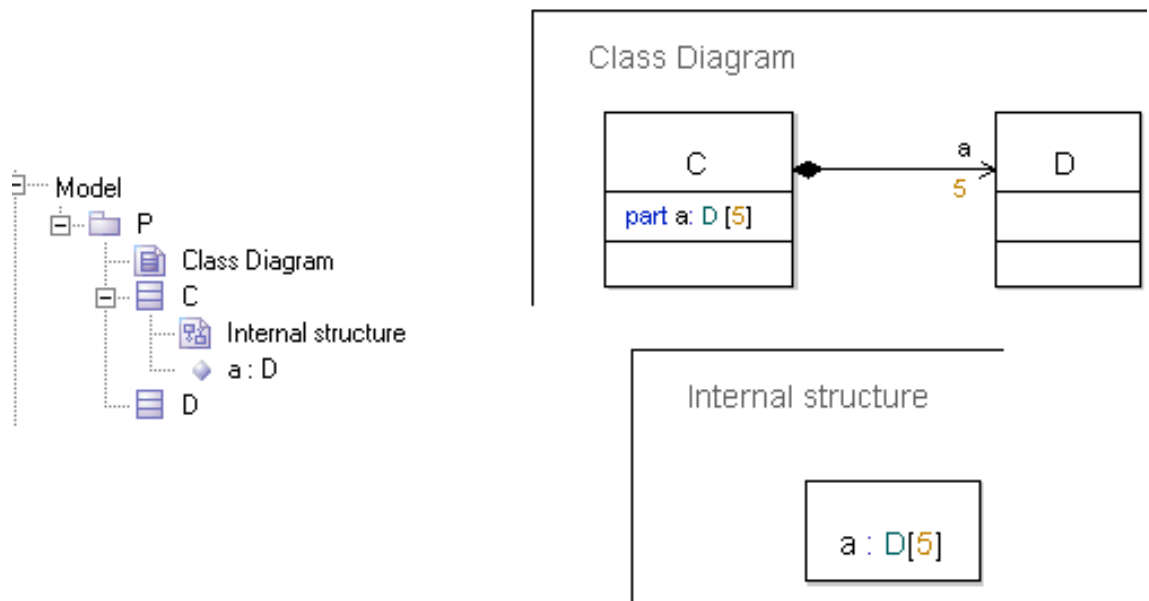 Model
P
Class Diagram
C
Internal structure
a : D
D
Class Diagram
C
part a: D [5]
a
5
D
Internal structure
a : D[5]